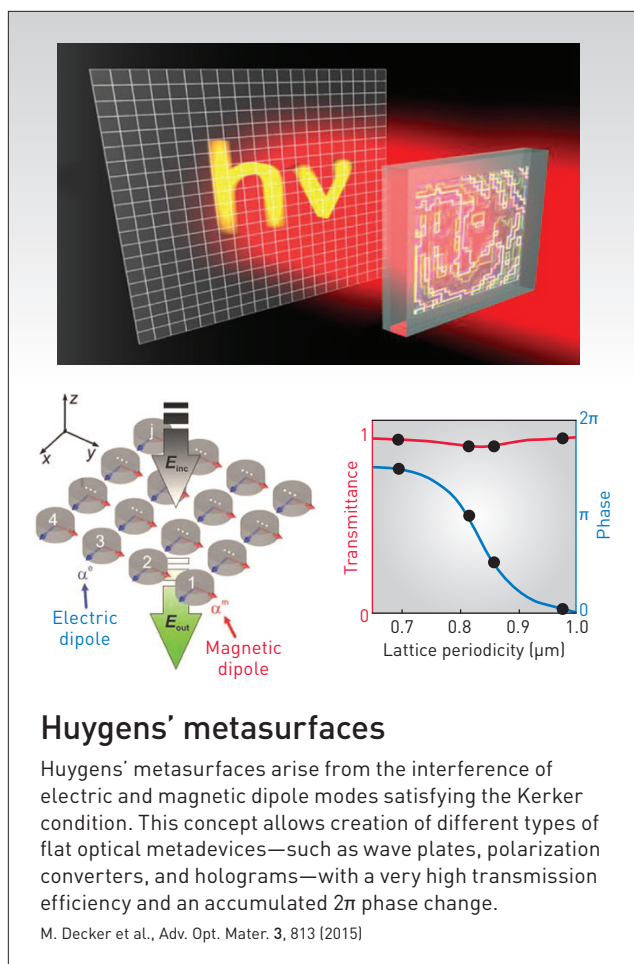 hν
z
x
y
j
E inc
...
...
...
...
...
...
...
...
...
4
3
2
1
αᵉ
αᵐ
E out
Electric
dipole
Magnetic
dipole
1
Transmittance
0
2π
π
Phase
0
0.7 0.8 0.9 1.0
Lattice periodicity (µm)
Huygens’ metasurfaces
Huygens’ metasurfaces arise from the interference of
electric and magnetic dipole modes satisfying the Kerker
condition. This concept allows creation of different types of
flat optical metadevices—such as wave plates, polarization
converters, and holograms—with a very high transmission
efficiency and an accumulated 2π phase change.
M. Decker et al., Adv. Opt. Mater. 3, 813 (2015)